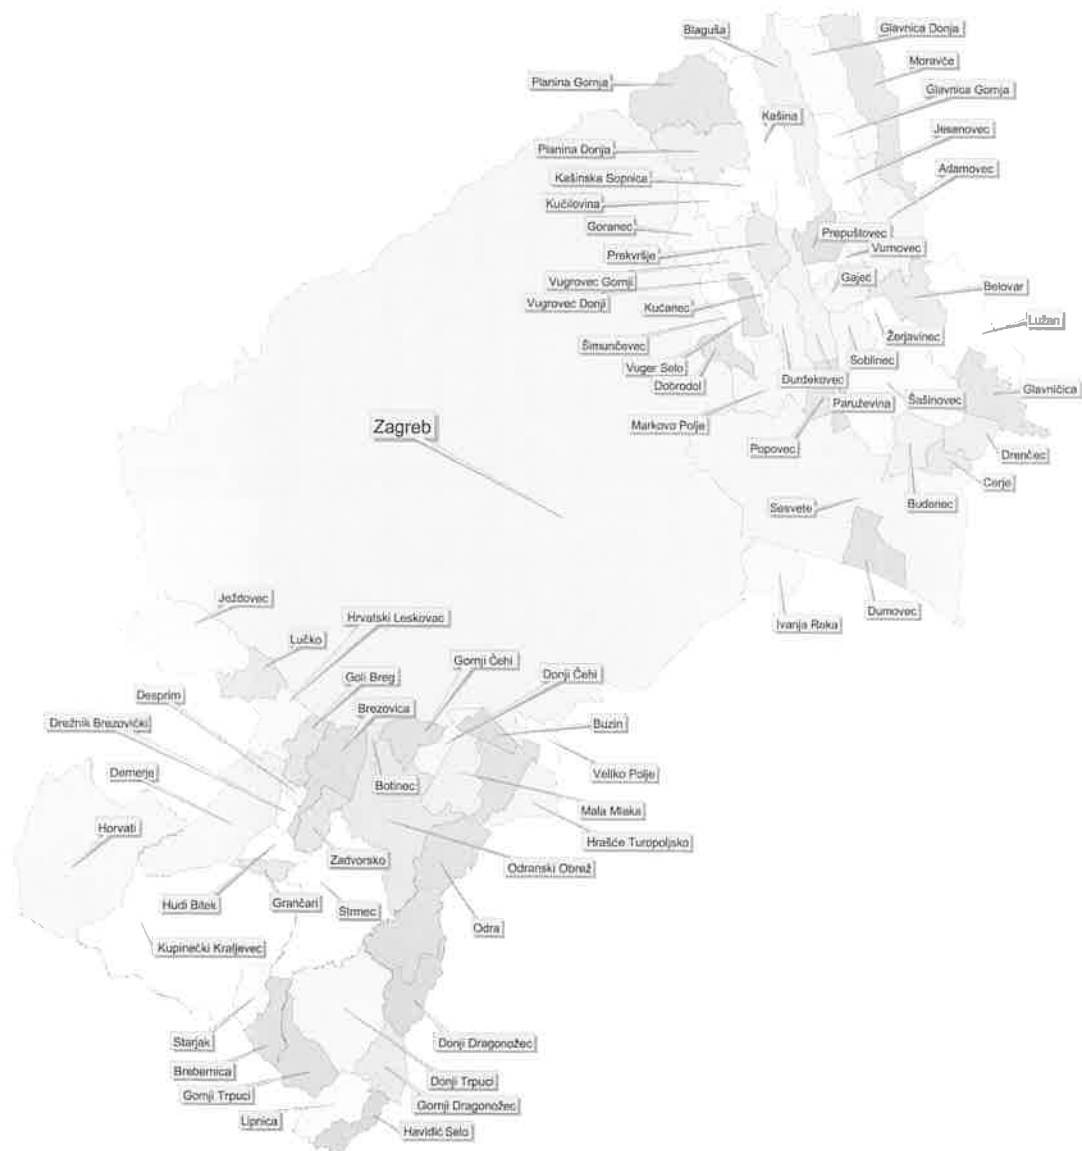 Blaguša
Glavnica Donja
Moravče
Planina Gornja
Glavnica Gornja
Kašina
Jesenovec
Planina Donja
Adamovec
Kašinska Sopnica
Kučilovina
Goranec
Prepuštovec
Vurnovec
Prekvršje
Vugrovec Gornji
Gajec
Belovar
Vugrovec Donji
Kućanec
Lužan
Šimunčevec
Žerjavinec
Vuger Selo
Soblinec
Dobrodol
Đurđekovec
Glavničica
Paruževina
Šašinovec
Zagreb
Markovo Polje
Popovec
Drenčec
Cerje
Budenec
Sesvete
Ježdovec
Dumovec
Hrvatski Leskovac
Ivanja Reka
Lučko
Gornji Čehi
Donji Čehi
Goli Breg
Desprim
Brezovica
Drežnik Brezovički
Buzin
Veliko Polje
Demerje
Botinec
Mala Mlaka
Horvati
Hrašće Turopoljsko
Zadvorsko
Odranski Obrež
Hudi Bitek
Grančari
Strmec
Odra
Kupinečki Kraljevec
Starjak
Donji Dragonožec
Brebernica
Donji Trpuci
Gornji Trpuci
Gornji Dragonožec
Lipnica
Havidić Selo